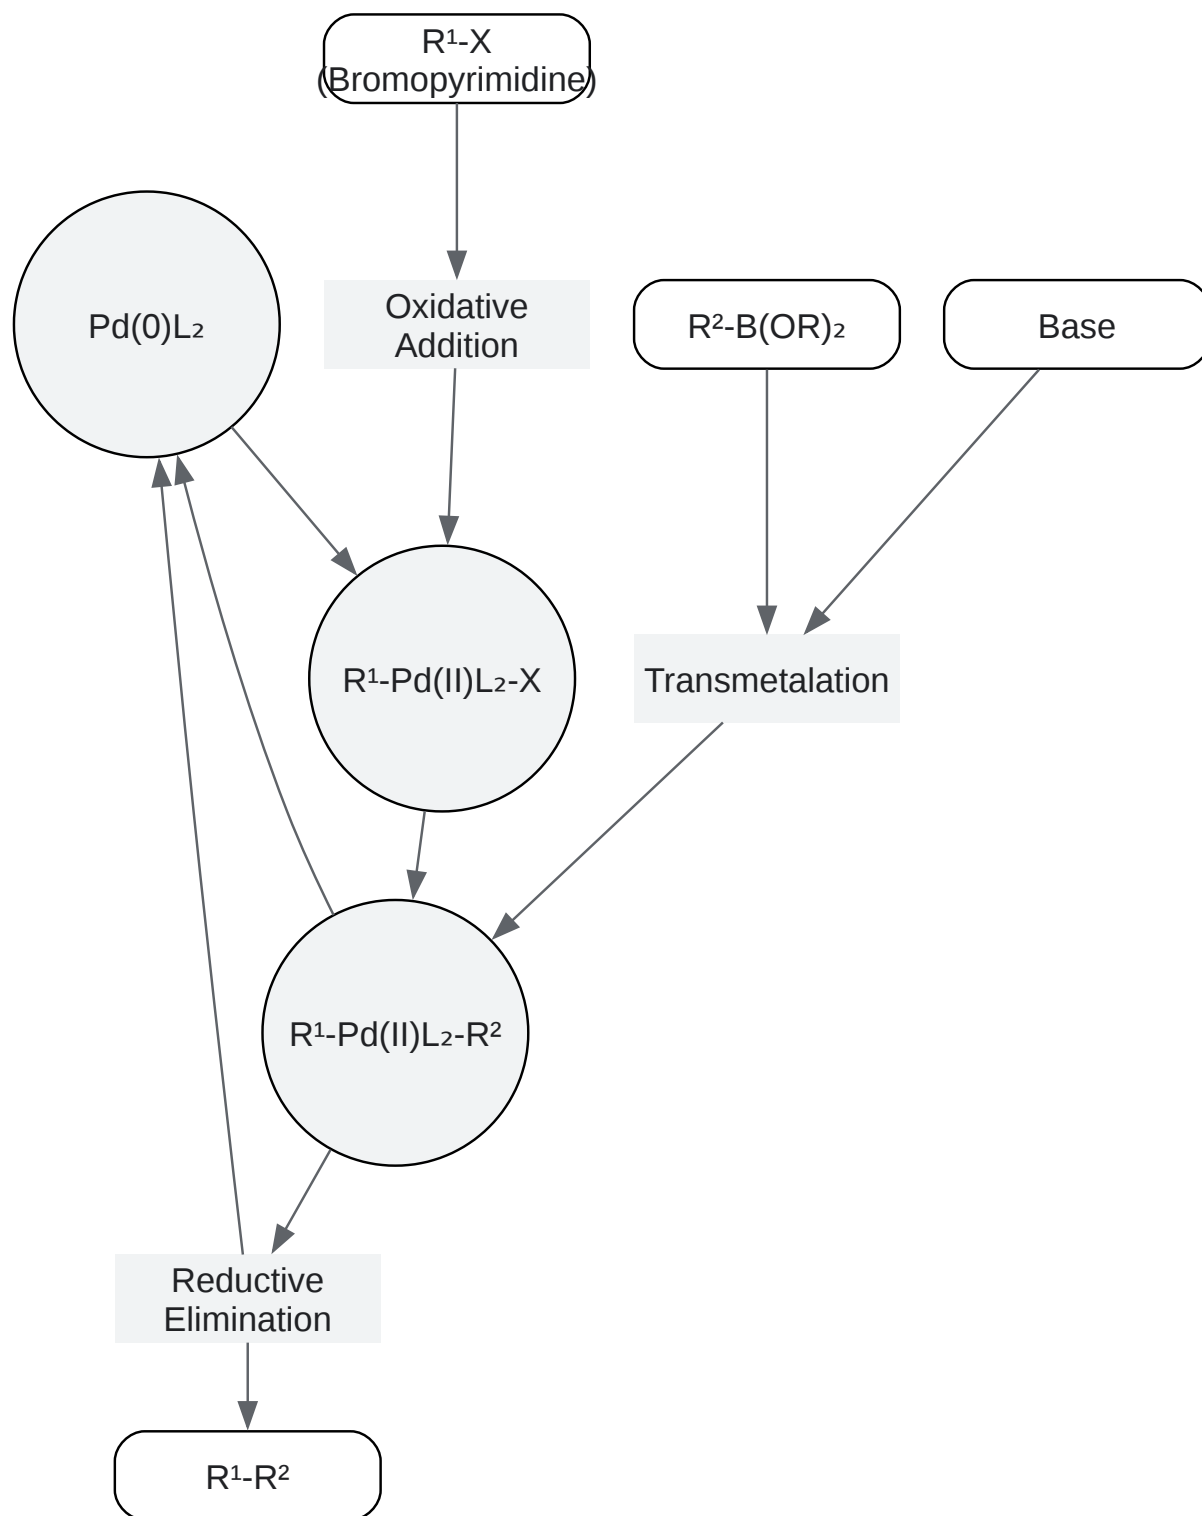 R¹-X
(Bromopyrimidine)
Pd(0)L₂
Oxidative
Addition
R²-B(OR)₂
Base
R¹-Pd(II)L₂-X
Transmetalation
R¹-Pd(II)L₂-R²
Reductive
Elimination
R¹-R²